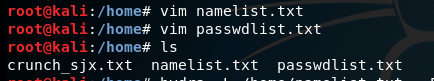 root@kali:/home# vim namelist.txt
root@kali:/home# vim passwdlist.txt
root@kali:/home# ls
crunch_sjx.txt  namelist.txt  passwdlist.txt